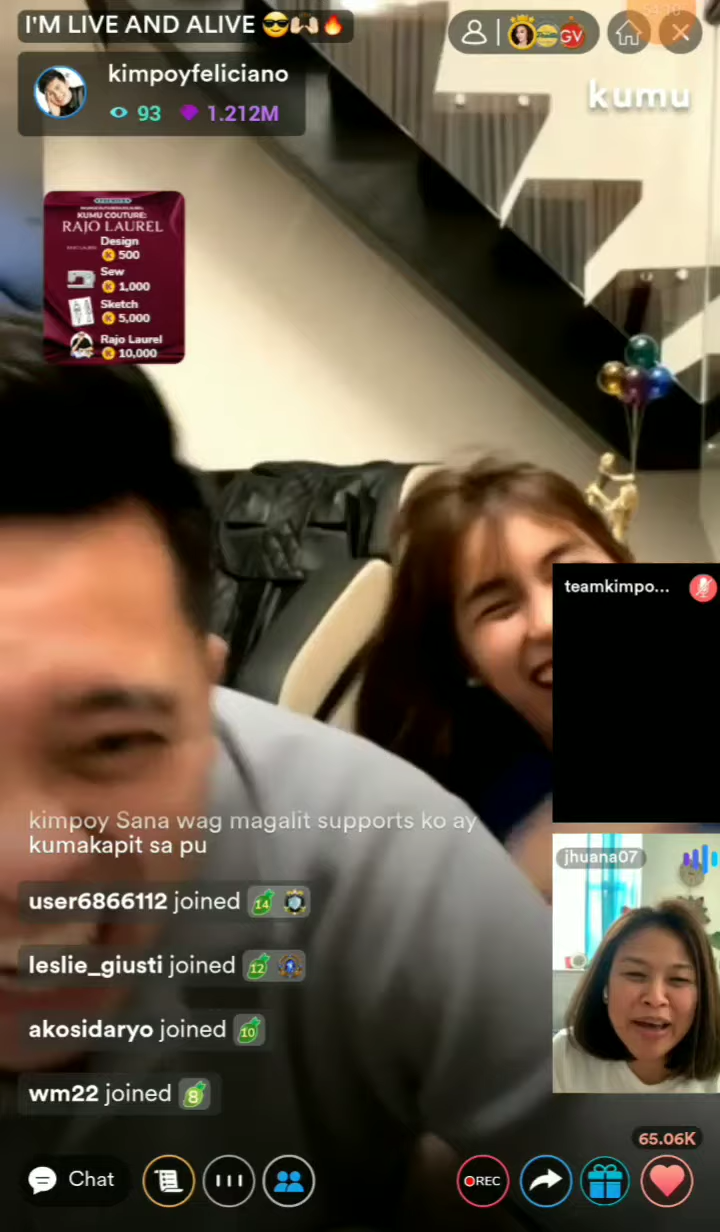 I'M LIVE AND ALIVE 😎🙌🏻🔥
GV
kimpoyfeliciano
93 1.212M
kumu
KUMU COUTURE:
RAJO LAUREL
Design
500
Sew
1,000
Sketch
5,000
Rajo Laurel
10,000
teamkimpo...
kimpoy Sana wag magalit supports ko ay
kumakapit sa pu
jhuana07
user6866112 joined 14
leslie_giusti joined 12
akosidaryo joined 10
wm22 joined 8
65.06K
Chat
REC